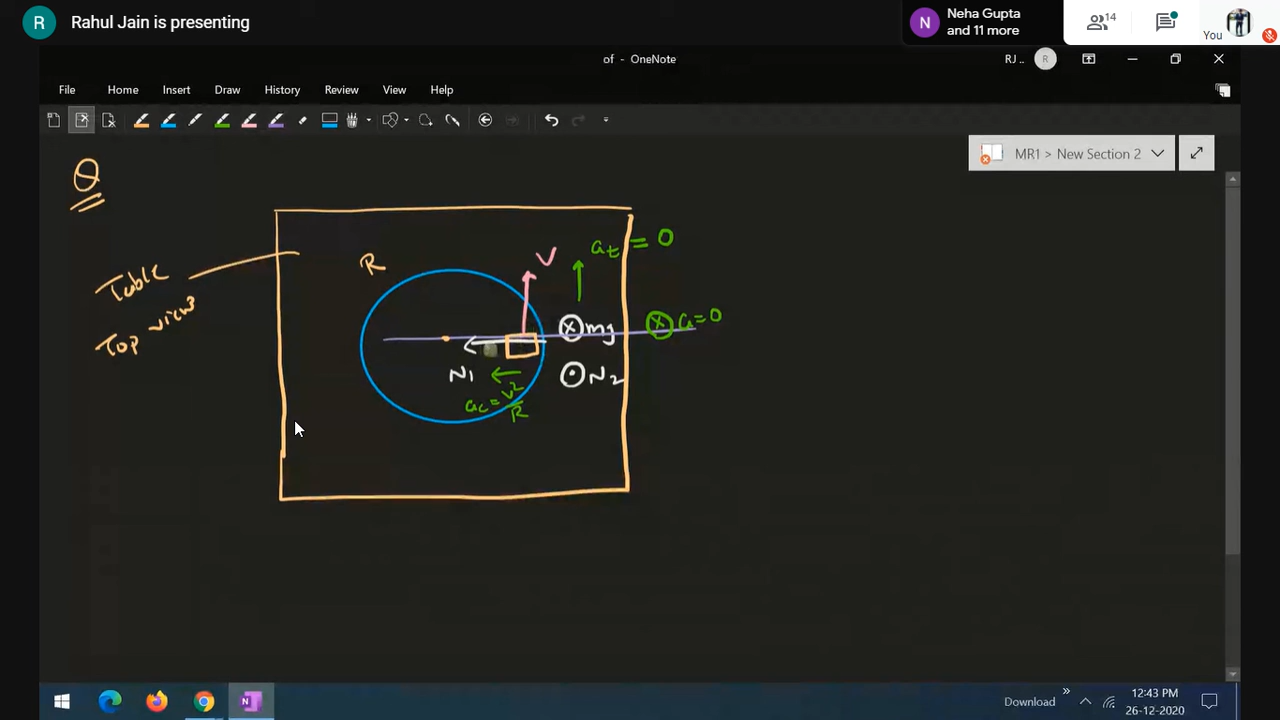 R Rahul Jain is presenting
N Neha Gupta
and 11 more
14
You
of - OneNote
RJ ..
R
File Home Insert Draw History Review View Help
MR1 > New Section 2
Q
Table
Top view
R
V
at = 0
mg
a=0
N1
N2
ac = v²/R
Download
12:43 PM
26-12-2020